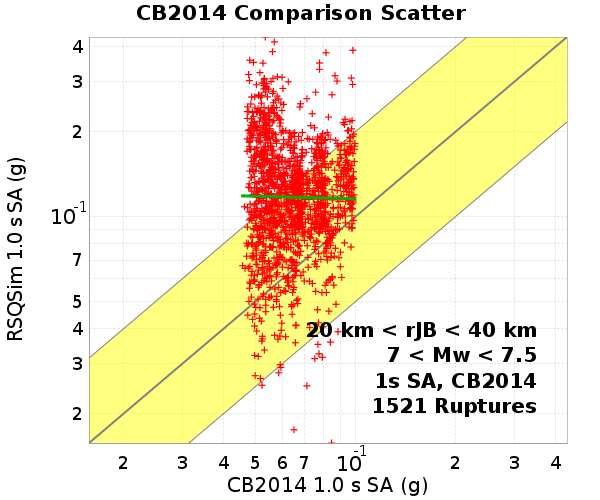 CB2014 Comparison Scatter
RSQSim 1.0 s SA (g)
4
3
2
10-1
7
5
4
3
2
20 km < rJB < 40 km
7 < Mw < 7.5
1s SA, CB2014
1521 Ruptures
2 3 4 5 6 7 10-1 2 3 4
CB2014 1.0 s SA (g)